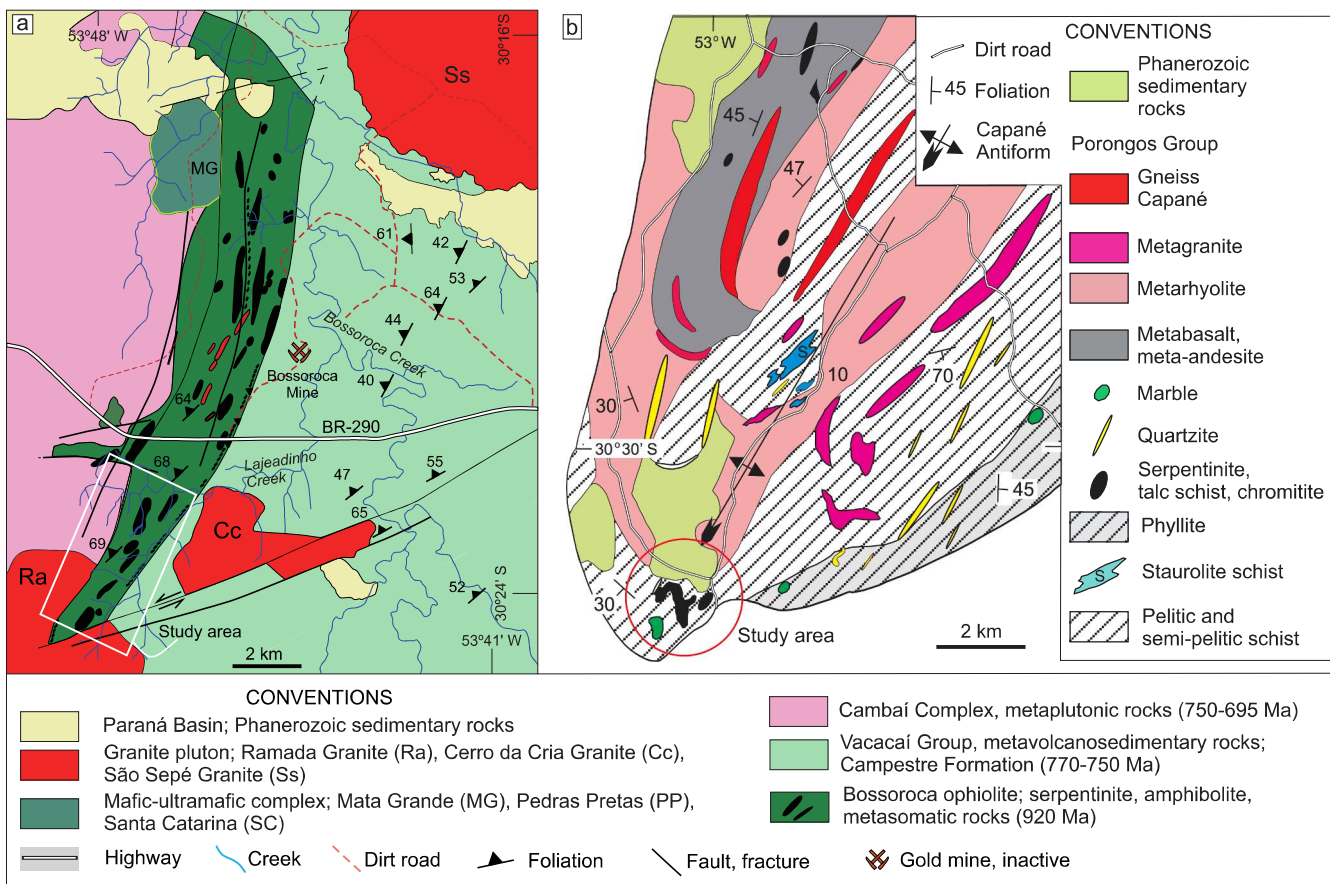 a
53°48' W
30°16'S
Ss
MG
61
42
53
64
44
Bossoroca Creek
40
Bossoroca
Mine
64
BR-290
68
Lajeadinho
Creek
47
55
65
Cc
69
Ra
52
30°24' S
Study area
53°41' W
2 km
b
53°W
45
47
S
10
30
70
30°30' S
45
30
Study area
2 km
Dirt road
45 Foliation
Capané
Antiform
CONVENTIONS
Phanerozoic
sedimentary
rocks
Porongos Group
Gneiss
Capané
Metagranite
Metarhyolite
Metabasalt,
meta-andesite
Marble
Quartzite
Serpentinite,
talc schist, chromitite
Phyllite
S
Staurolite schist
Pelitic and
semi-pelitic schist
CONVENTIONS
Paraná Basin; Phanerozoic sedimentary rocks
Granite pluton; Ramada Granite (Ra), Cerro da Cria Granite (Cc),
São Sepé Granite (Ss)
Mafic-ultramafic complex; Mata Grande (MG), Pedras Pretas (PP),
Santa Catarina (SC)
Cambaí Complex, metaplutonic rocks (750-695 Ma)
Vacacaí Group, metavolcanosedimentary rocks;
Campestre Formation (770-750 Ma)
Bossoroca ophiolite; serpentinite, amphibolite,
metasomatic rocks (920 Ma)
Highway
Creek
Dirt road
Foliation
Fault, fracture
Gold mine, inactive